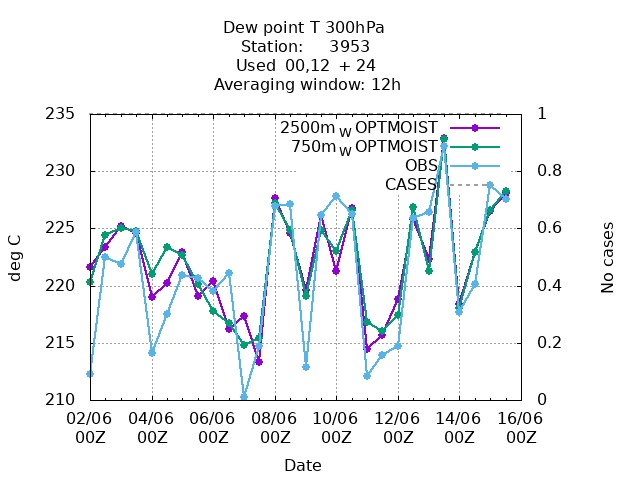 Dew point T 300hPa
Station: 3953
Used 00,12 + 24
Averaging window: 12h
235 1
2500m_W OPTMOIST
750m_W OPTMOIST
230 OBS 0.8
CASES
225 0.6
deg C No cases
220 0.4
215 0.2
210 0
02/06 04/06 06/06 08/06 10/06 12/06 14/06 16/06
00Z 00Z 00Z 00Z 00Z 00Z 00Z 00Z
Date